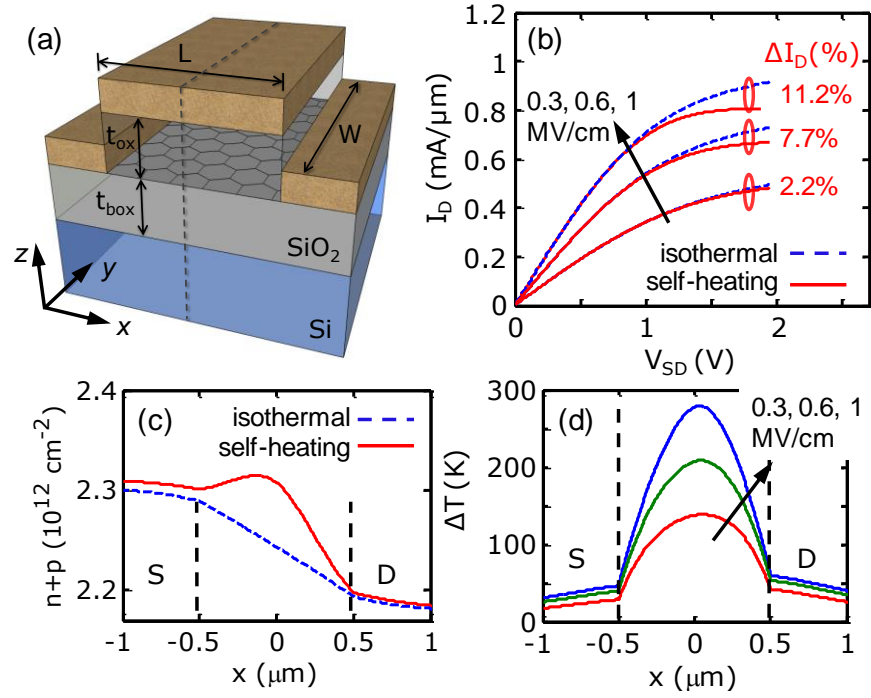 (a)
L
W
t_ox
t_box
SiO₂
Si
z
y
x
(b)
I_D (mA/μm)
1.2
1
0.8
0.6
0.4
0.2
0
0
1
2
V_SD (V)
ΔI_D(%)
11.2%
7.7%
2.2%
0.3, 0.6, 1
MV/cm
isothermal
self-heating
(c)
n+p (10¹² cm⁻²)
2.4
2.3
2.2
isothermal
self-heating
S
D
-1
-0.5
0
0.5
1
x (μm)
(d)
ΔT (K)
300
250
200
150
100
50
0
0.3, 0.6, 1
MV/cm
S
D
-1
-0.5
0
0.5
1
x (μm)